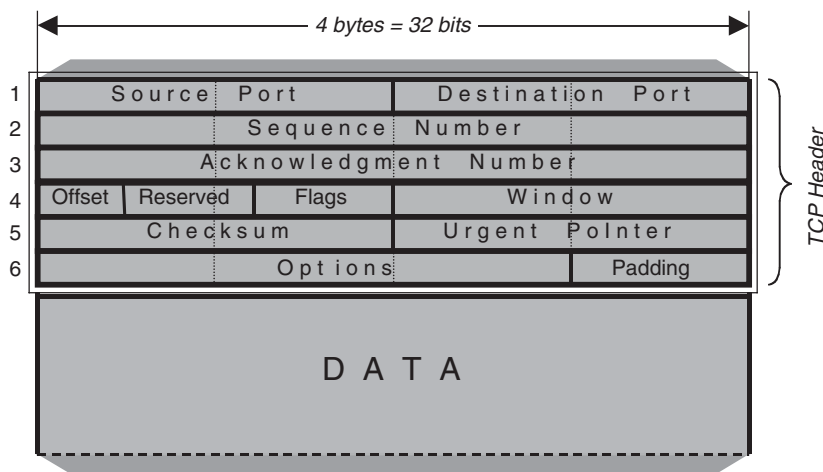 4 bytes = 32 bits
1 Source Port Destination Port
2 Sequence Number
3 Acknowledgment Number
4 Offset Reserved Flags Window
5 Checksum Urgent PoInter
6 Options Padding
TCP Header
DATA